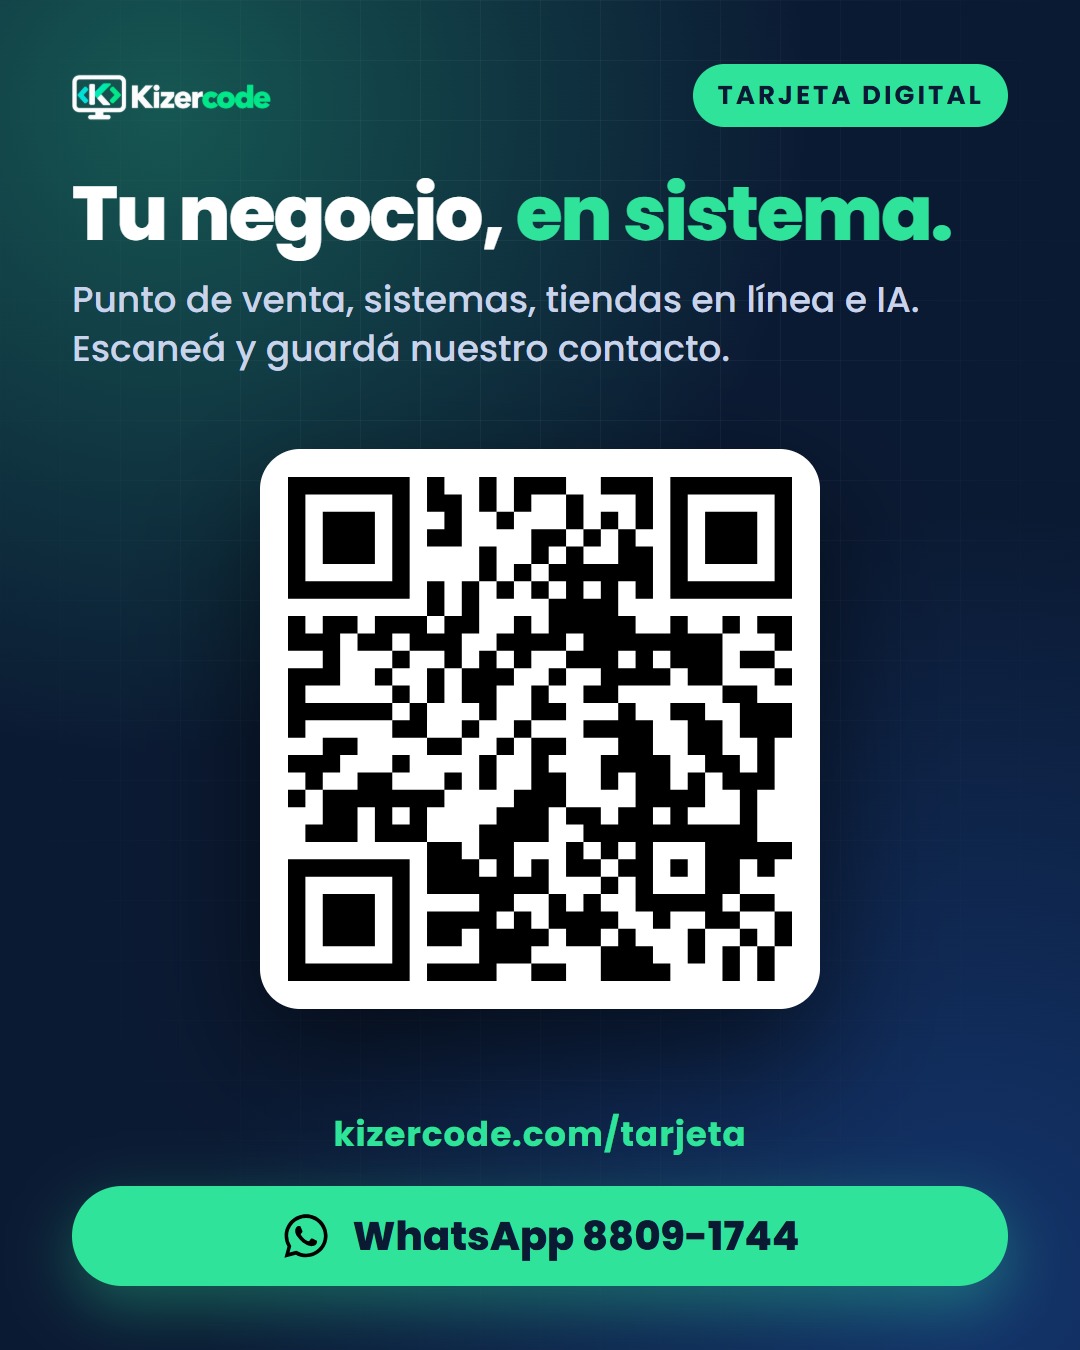 Kizercode
TARJETA DIGITAL
Tu negocio, en sistema.
Punto de venta, sistemas, tiendas en línea e IA.
Escaneá y guardá nuestro contacto.
kizercode.com/tarjeta
WhatsApp 8809-1744